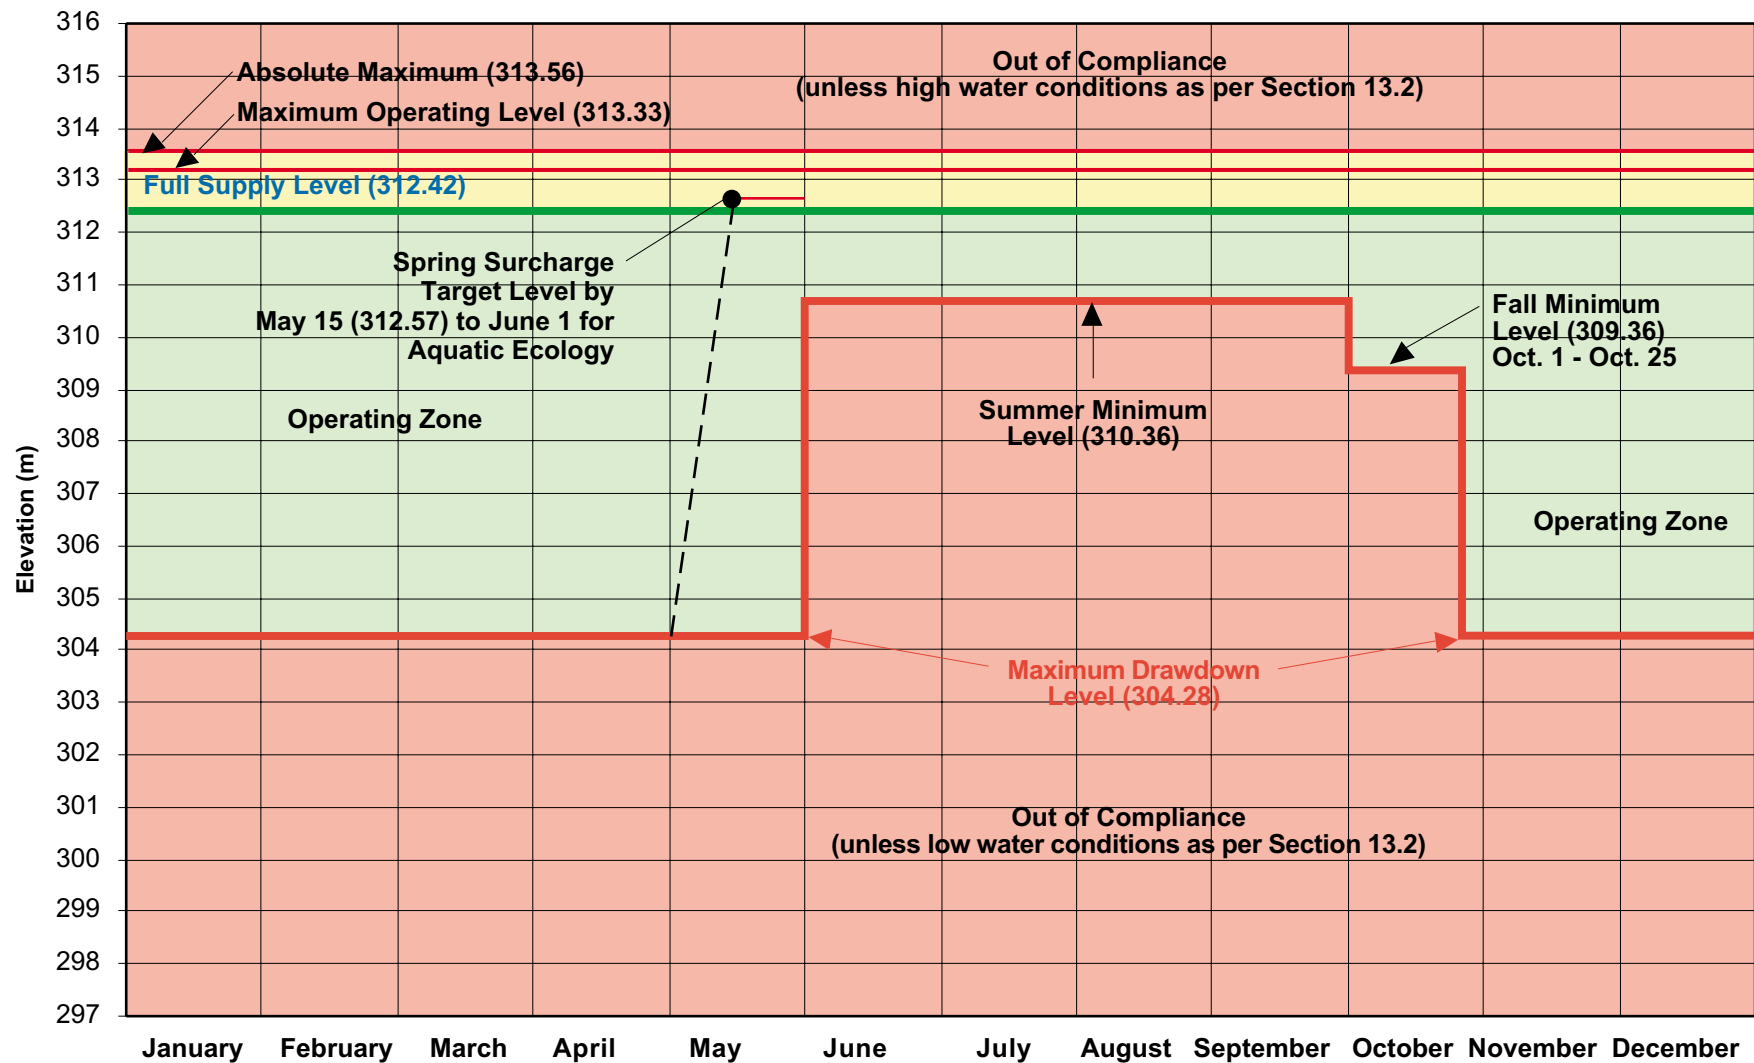 316
315
314
313
312
311
310
309
308
307
306
305
304
303
302
301
300
299
298
297
Elevation (m)
Absolute Maximum (313.56)
Maximum Operating Level (313.33)
Full Supply Level (312.42)
Out of Compliance
(unless high water conditions as per Section 13.2)
Spring Surcharge
Target Level by
May 15 (312.57) to June 1 for
Aquatic Ecology
Operating Zone
Summer Minimum
Level (310.36)
Fall Minimum
Level (309.36)
Oct. 1 - Oct. 25
Operating Zone
Maximum Drawdown
Level (304.28)
Out of Compliance
(unless low water conditions as per Section 13.2)
January February March April May June July August September October November December